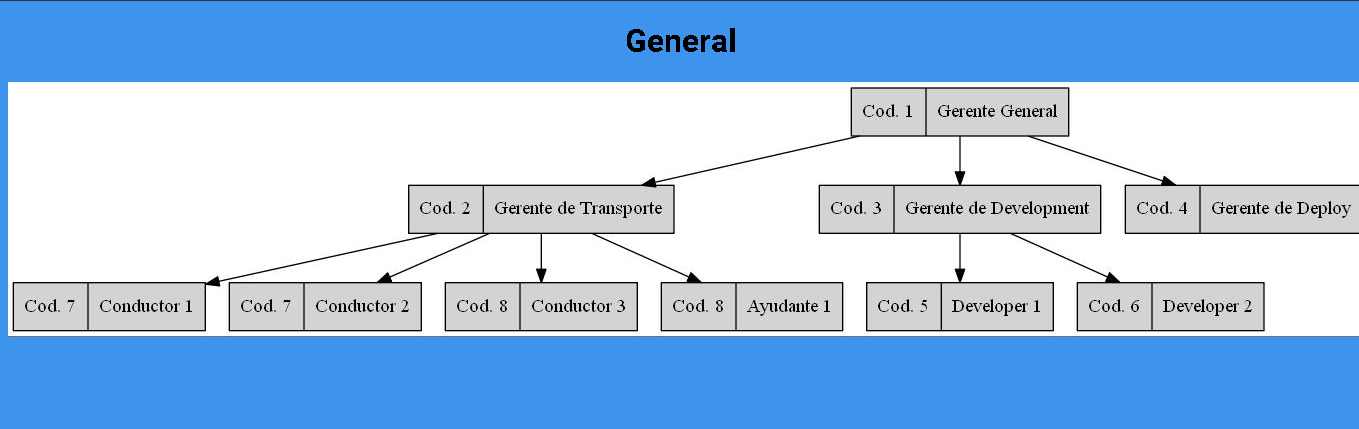 General
Cod. 1 Gerente General
Cod. 2 Gerente de Transporte
Cod. 3 Gerente de Development
Cod. 4 Gerente de Deploy
Cod. 7 Conductor 1
Cod. 7 Conductor 2
Cod. 8 Conductor 3
Cod. 8 Ayudante 1
Cod. 5 Developer 1
Cod. 6 Developer 2